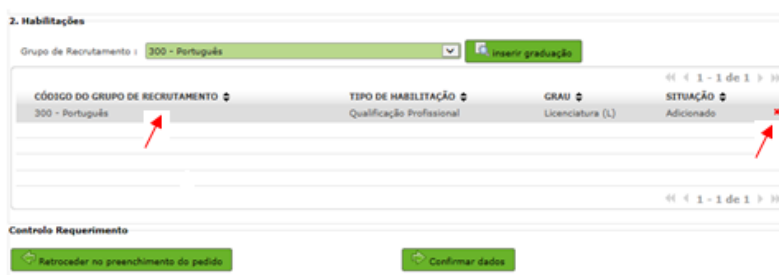 2. Habilitações
Grupo de Recrutamento : 300 - Português Inserir graduação
1 - 1 de 1
CÓDIGO DO GRUPO DE RECRUTAMENTO TIPO DE HABILITAÇÃO GRAU SITUAÇÃO
300 - Português Qualificação Profissional Licenciatura (L) Adicionado
1 - 1 de 1
Controlo Requerimento
Retroceder no preenchimento do pedido Confirmar dados